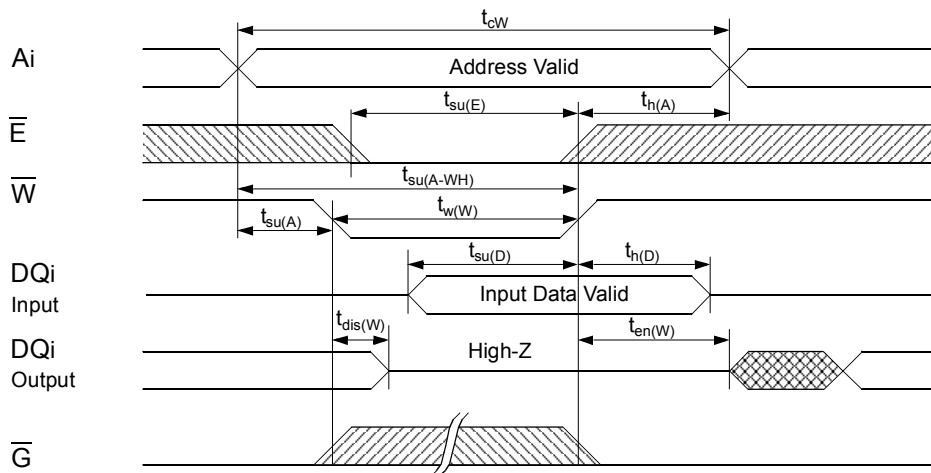 t_cW
Ai
Address Valid
t_su(E)
t_h(A)
E̅
t_su(A-WH)
W̅
t_w(W)
t_su(A)
t_su(D)
t_h(D)
DQi
Input
Input Data Valid
t_dis(W)
t_en(W)
DQi
Output
High-Z
G̅